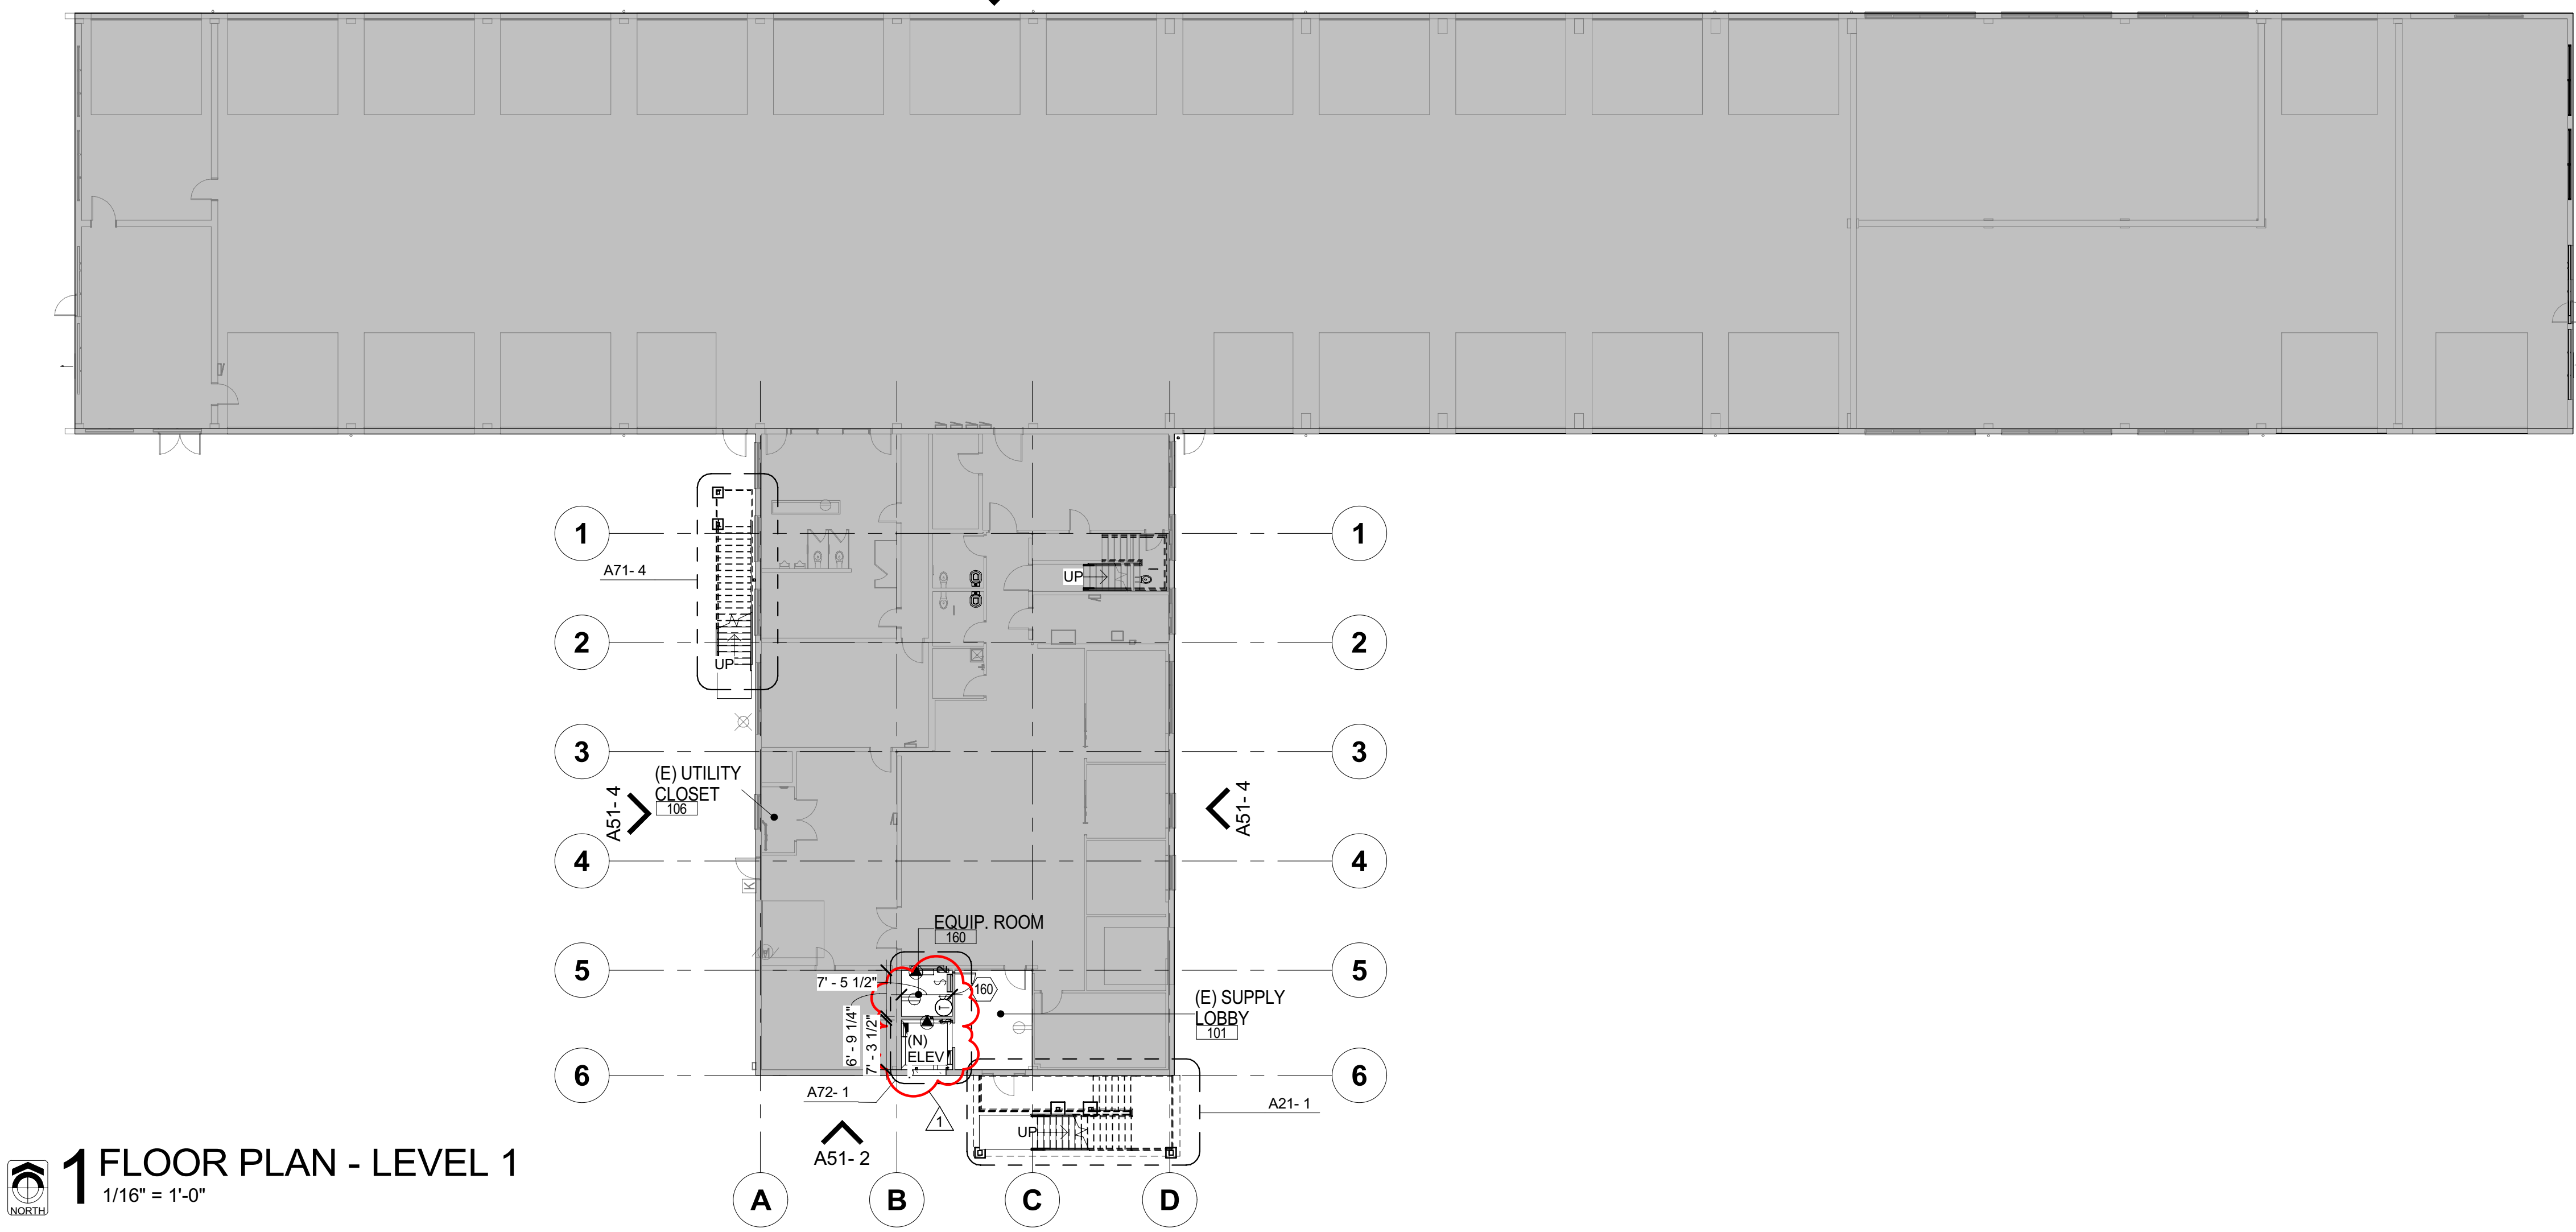 1
1
A71- 4
UP
UP
2
2
3
3
(E) UTILITY
CLOSET
106
A51- 4
A51- 4
4
4
K
EQUIP. ROOM
160
M
5
5
7' - 5 1/2"
S
160
T
(E) SUPPLY
LOBBY
101
6' - 9 1/4"
7' - 3 1/2"
(N)
ELEV
6
6
A72- 1
1
A21- 1
UP
A51- 2
A
B
C
D
1
FLOOR PLAN - LEVEL 1
1/16" = 1'-0"
NORTH